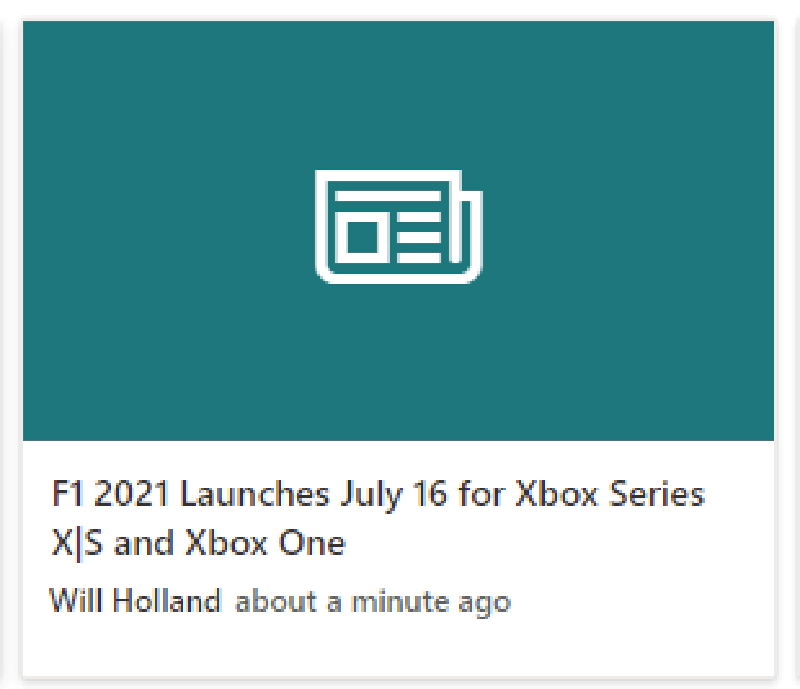 F1 2021 Launches July 16 for Xbox Series
X|S and Xbox One
Will Holland about a minute ago